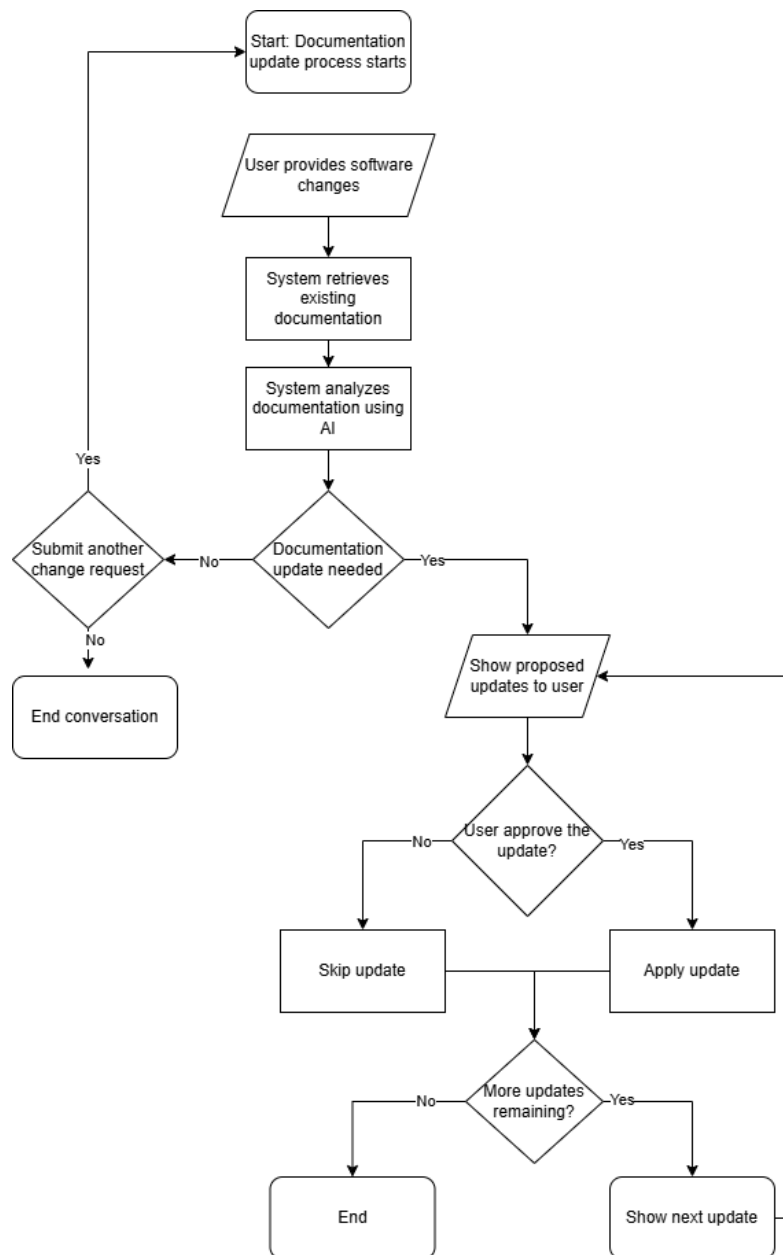 Start: Documentation
update process starts
User provides software
changes
System retrieves
existing
documentation
System analyzes
documentation using
AI
Yes
Submit another
change request
No
Documentation
update needed
Yes
No
End conversation
Show proposed
updates to user
User approve the
update?
No
Yes
Skip update
Apply update
More updates
remaining?
No
Yes
End
Show next update